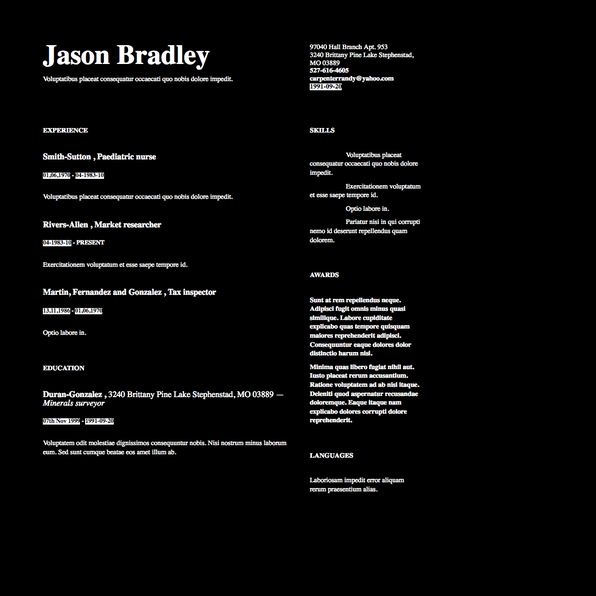 Jason Bradley
Voluptatibus placeat consequatur occaecati quo nobis dolore impedit.
97040 Hall Branch Apt. 953
3240 Brittany Pine Lake Stephenstad,
MO 03889
527-616-4605
carpenterrandy@yahoo.com
1991-09-20
EXPERIENCE
Smith-Sutton , Paediatric nurse
01.06.1970 - 04-1983-10
Voluptatibus placeat consequatur occaecati quo nobis dolore impedit.
Rivers-Allen , Market researcher
04-1983-10 - PRESENT
Exercitationem voluptatum et esse saepe tempore id.
Martin, Fernandez and Gonzalez , Tax inspector
13.11.1986 - 01.06.1970
Optio labore in.
EDUCATION
Duran-Gonzalez , 3240 Brittany Pine Lake Stephenstad, MO 03889 —
Minerals surveyor
07th Nov 1999 - 1991-09-20
Voluptatem odit molestiae dignissimos consequuntur nobis. Nisi nostrum minus laborum
eum. Sed sunt cumque beatae eos amet illum ab.
SKILLS
Voluptatibus placeat
consequatur occaecati quo nobis dolore
impedit.
Exercitationem voluptatum
et esse saepe tempore id.
Optio labore in.
Pariatur nisi in qui corrupti
nemo id deserunt repellendus quam
dolorem.
AWARDS
Sunt at rem repellendus neque.
Adipisci fugit omnis minus quasi
similique. Labore cupiditate
explicabo quas tempore quisquam
maiores reprehenderit adipisci.
Consequuntur eaque dolores dolor
distinctio harum nisi.
Minima quas libero fugiat nihil aut.
Iusto placeat rerum accusantium.
Ratione voluptatem ad ab nisi itaque.
Deleniti quod aspernatur recusandae
doloremque. Eaque itaque nam
explicabo dolores corrupti dolore
reprehenderit.
LANGUAGES
Laboriosam impedit error aliquam
rerum praesentium alias.